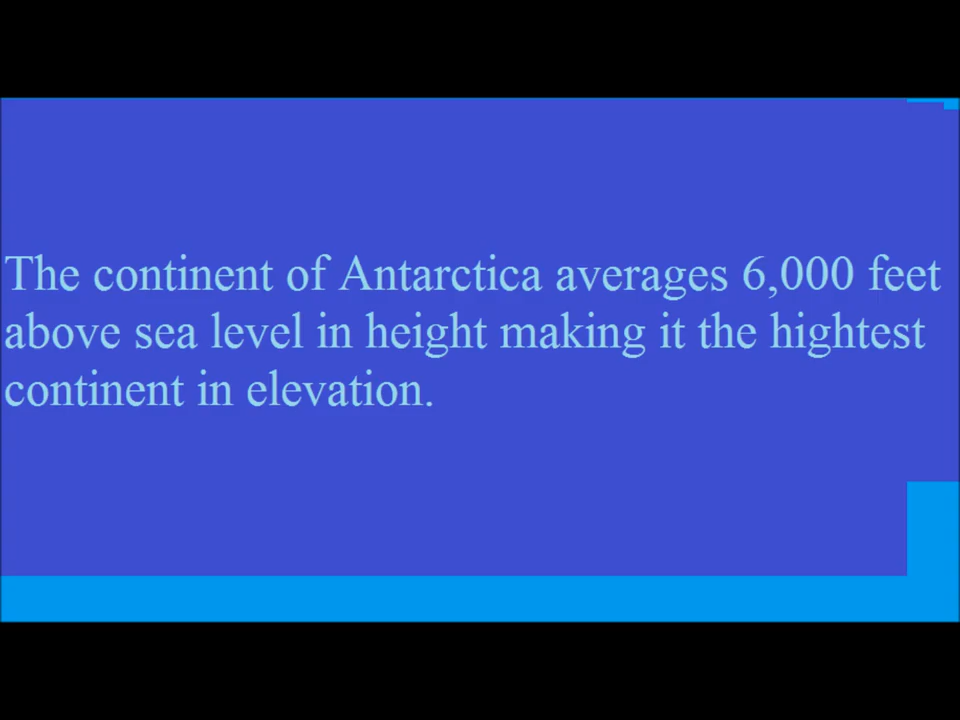 The continent of Antarctica averages 6,000 feet
above sea level in height making it the hightest
continent in elevation.